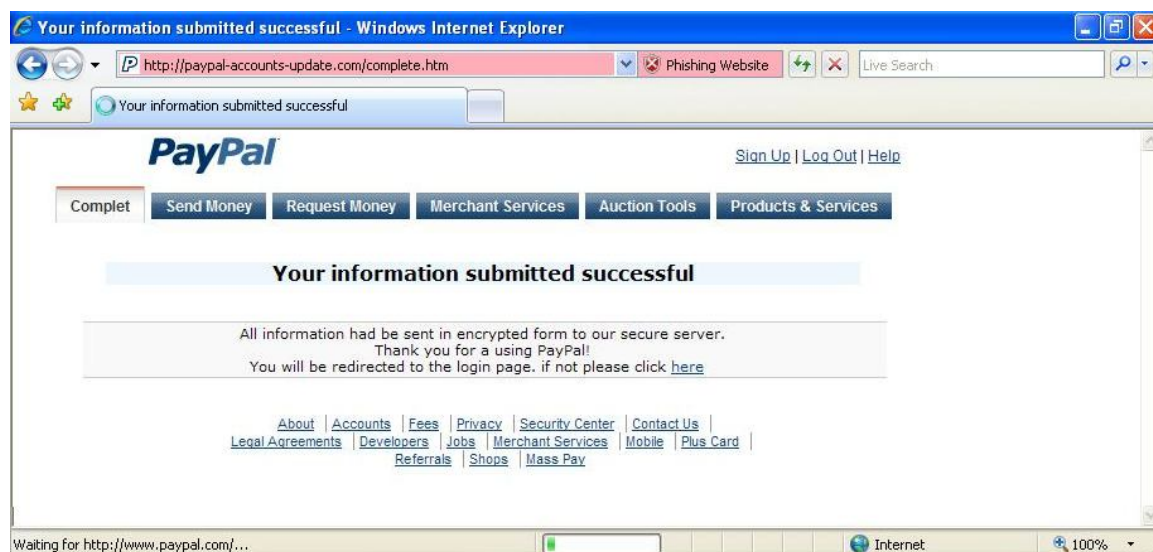 Your information submitted successful - Windows Internet Explorer
http://paypal-accounts-update.com/complete.htm Phishing Website Live Search
Your information submitted successful
PayPal
Sign Up | Log Out | Help
Complet Send Money Request Money Merchant Services Auction Tools Products & Services
Your information submitted successful
All information had be sent in encrypted form to our secure server.
Thank you for a using PayPal!
You will be redirected to the login page. if not please click here
About | Accounts | Fees | Privacy | Security Center | Contact Us |
Legal Agreements | Developers | Jobs | Merchant Services | Mobile | Plus Card |
Referrals | Shops | Mass Pay
Waiting for http://www.paypal.com/... Internet 100%